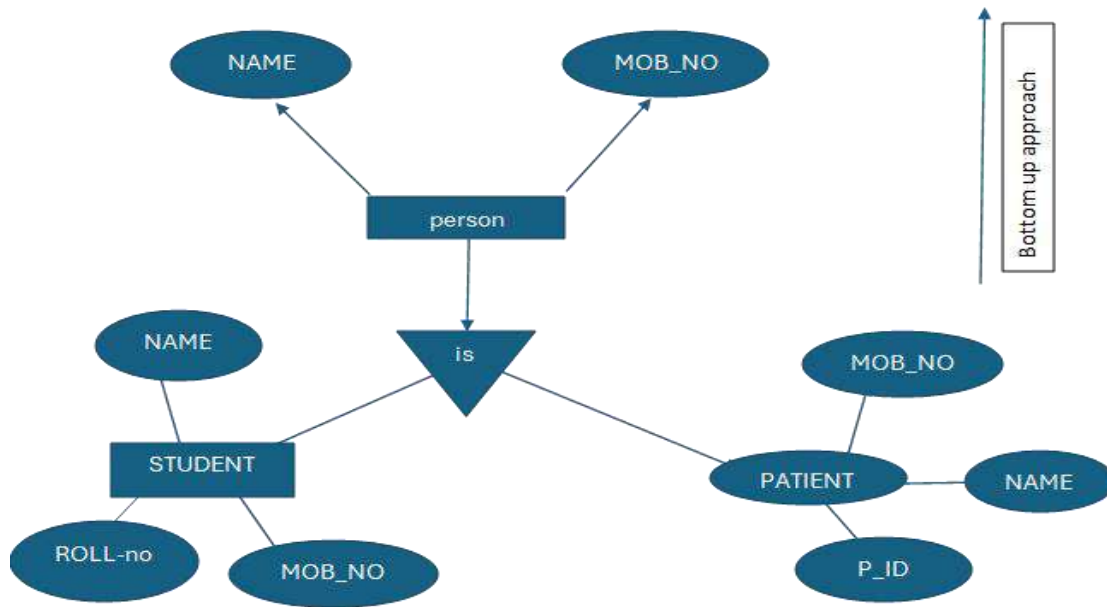 NAME
MOB_NO
Bottom up approach
person
NAME
is
MOB_NO
STUDENT
PATIENT
NAME
ROLL-no
MOB_NO
P_ID